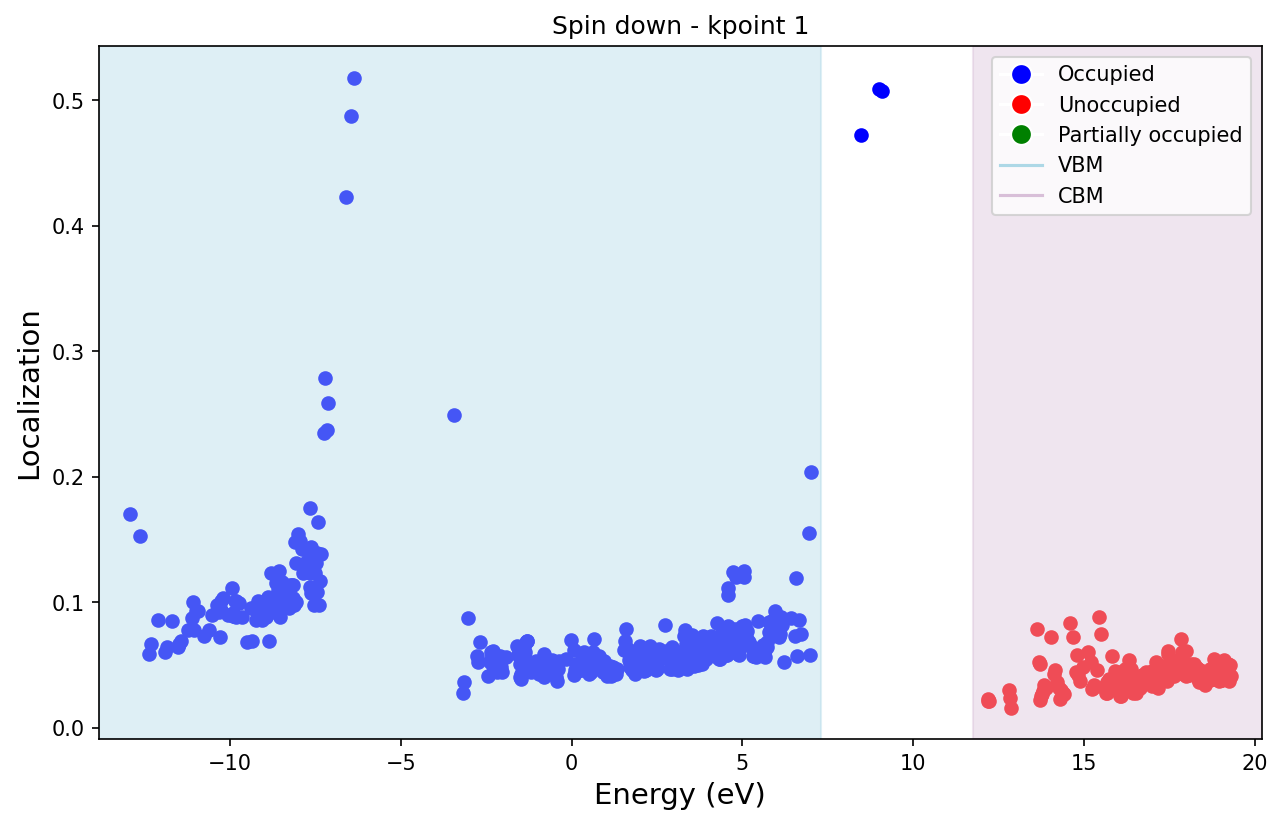 Spin down - kpoint 1
Localization
0.5
0.4
0.3
0.2
0.1
0.0
Occupied
Unoccupied
Partially occupied
VBM
CBM
−10
−5
0
5
10
15
20
Energy (eV)